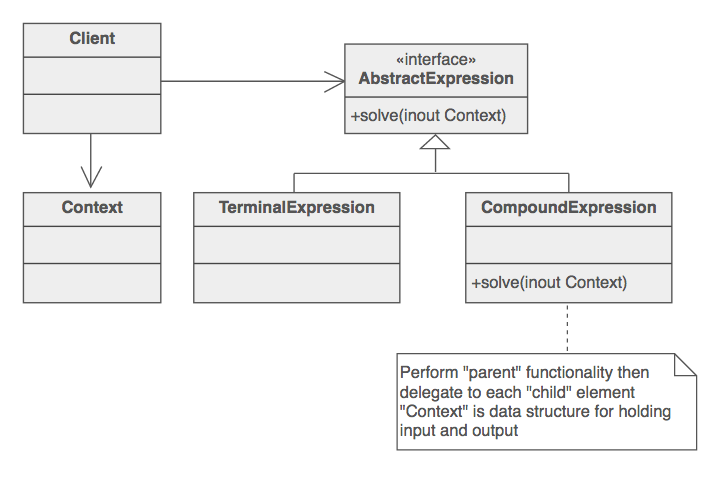 Client
«interface»
AbstractExpression
+solve(inout Context)
Context
TerminalExpression
CompoundExpression
+solve(inout Context)
Perform "parent" functionality then
delegate to each "child" element
"Context" is data structure for holding
input and output